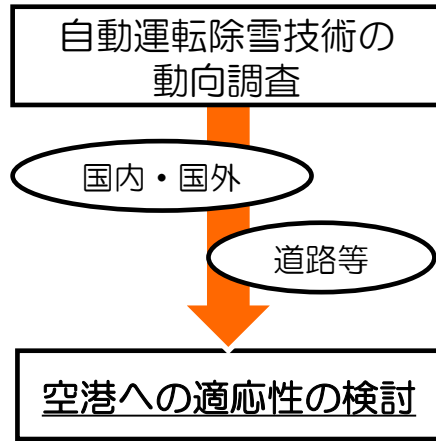 自動運転除雪技術の
動向調査
国内・国外
道路等
空港への適応性の検討